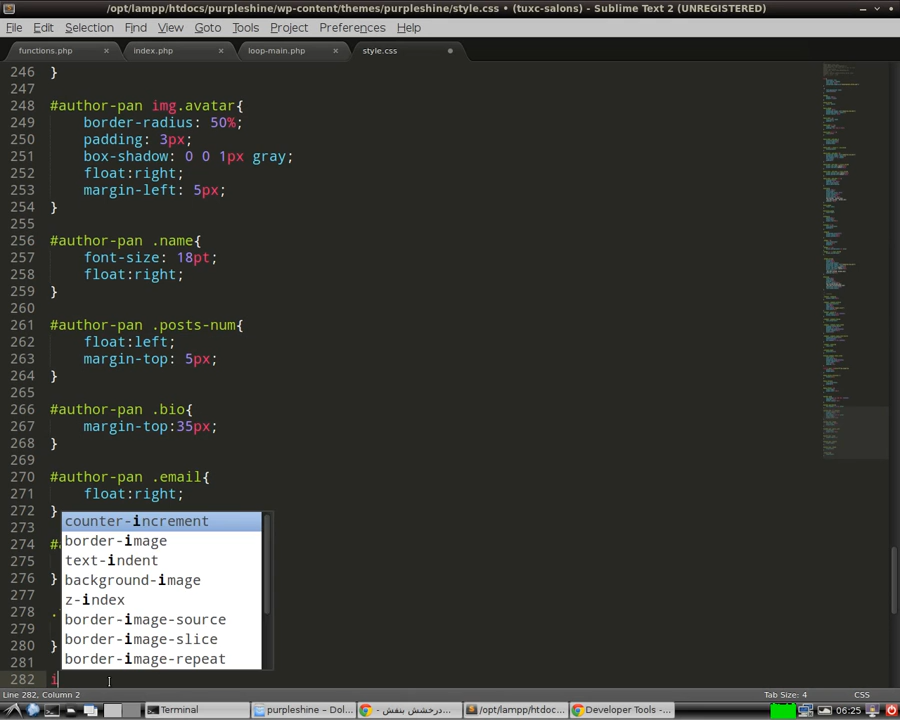 /opt/lampp/htdocs/purpleshine/wp-content/themes/purpleshine/style.css • (tuxc-salons) - Sublime Text 2 (UNREGISTERED)
File Edit Selection Find View Goto Tools Project Preferences Help
functions.php × index.php × loop-main.php × style.css
246 }
247
248 #author-pan img.avatar{
249 border-radius: 50%;
250 padding: 3px;
251 box-shadow: 0 0 1px gray;
252 float:right;
253 margin-left: 5px;
254 }
255
256 #author-pan .name{
257 font-size: 18pt;
258 float:right;
259 }
260
261 #author-pan .posts-num{
262 float:left;
263 margin-top: 5px;
264 }
265
266 #author-pan .bio{
267 margin-top:35px;
268 }
269
270 #author-pan .email{
271 float:right;
272 }
273 counter-increment
border-image
274 #
275 text-indent
276 } background-image
277 z-index
278 . border-image-source
279 border-image-slice
280 } border-image-repeat
281
282 i
Line 282, Column 2 Tab Size: 4 CSS
Terminal purpleshine – Dol... درخشش بنفش - ... /opt/lampp/htdoc... Developer Tools - ... 06:25